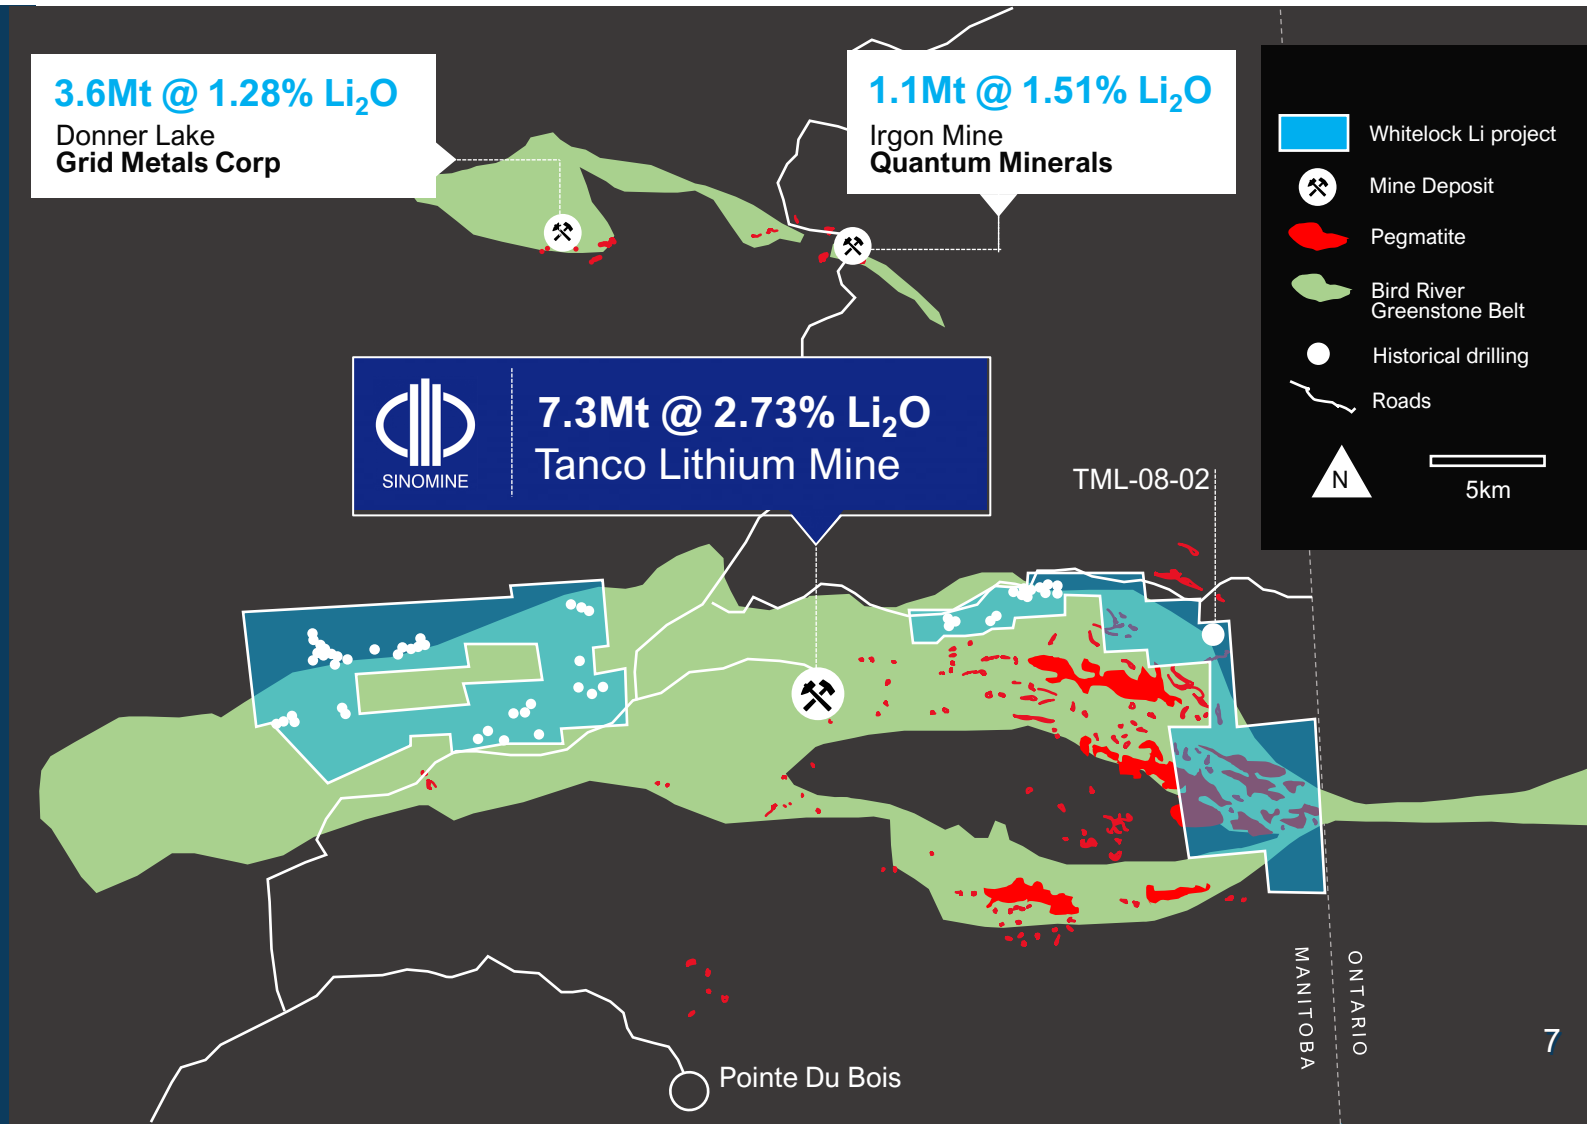 3.6Mt @ 1.28% Li₂O
Donner Lake
Grid Metals Corp
1.1Mt @ 1.51% Li₂O
Irgon Mine
Quantum Minerals
Whitelock Li project
Mine Deposit
Pegmatite
Bird River
Greenstone Belt
Historical drilling
Roads
N
5km
SINOMINE
7.3Mt @ 2.73% Li₂O
Tanco Lithium Mine
TML-08-02
MANITOBA
ONTARIO
Pointe Du Bois
7